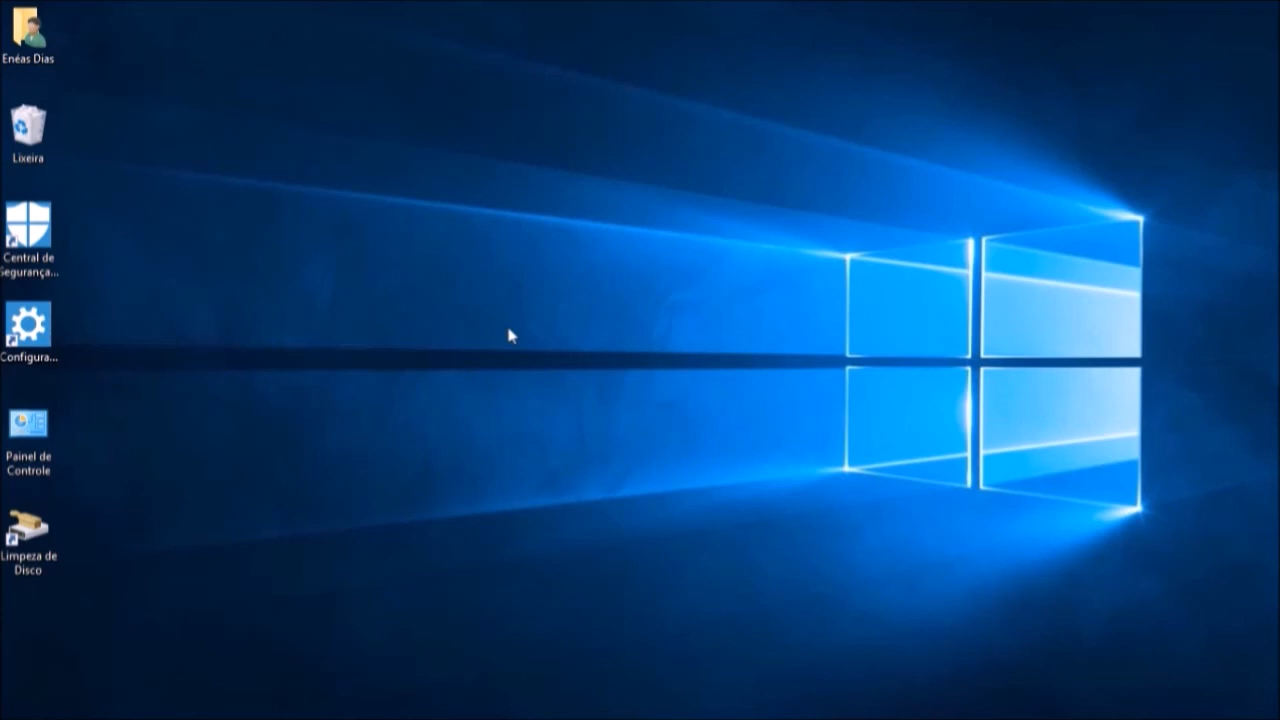 Enéas Dias
Lixeira
Central de
Segurança...
Configura...
Painel de
Controle
Limpeza de
Disco